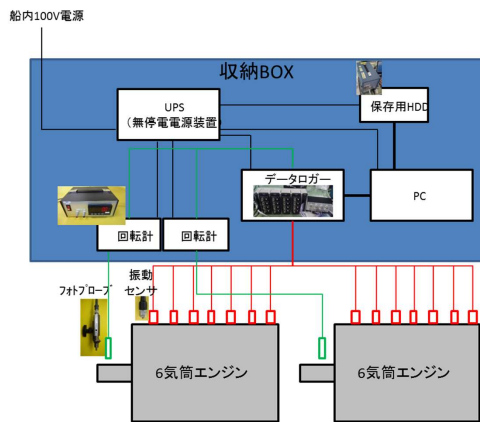 船内100V電源
収納BOX
UPS
（無停電電源装置）
保存用HDD
データロガー
PC
回転計
回転計
フォトプローブ
振動
センサ
6気筒エンジン
6気筒エンジン